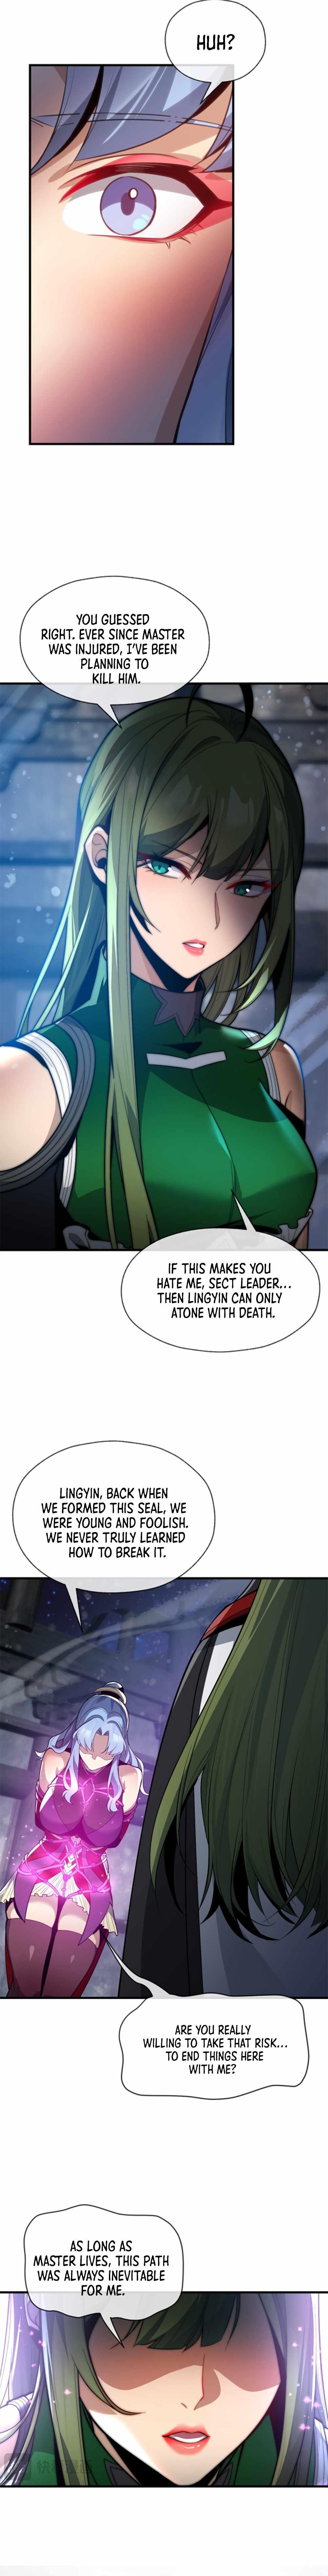 HUH?
YOU GUESSED
RIGHT. EVER SINCE MASTER
WAS INJURED, I'VE BEEN
PLANNING TO
KILL HIM.
IF THIS MAKES YOU
HATE ME, SECT LEADER...
THEN LINGYIN CAN ONLY
ATONE WITH DEATH.
LINGYIN, BACK WHEN
WE FORMED THIS SEAL, WE
WERE YOUNG AND FOOLISH.
WE NEVER TRULY LEARNED
HOW TO BREAK IT.
ARE YOU REALLY
WILLING TO TAKE THAT RISK...
TO END THINGS HERE
WITH ME?
AS LONG AS
MASTER LIVES, THIS PATH
WAS ALWAYS INEVITABLE
FOR ME.